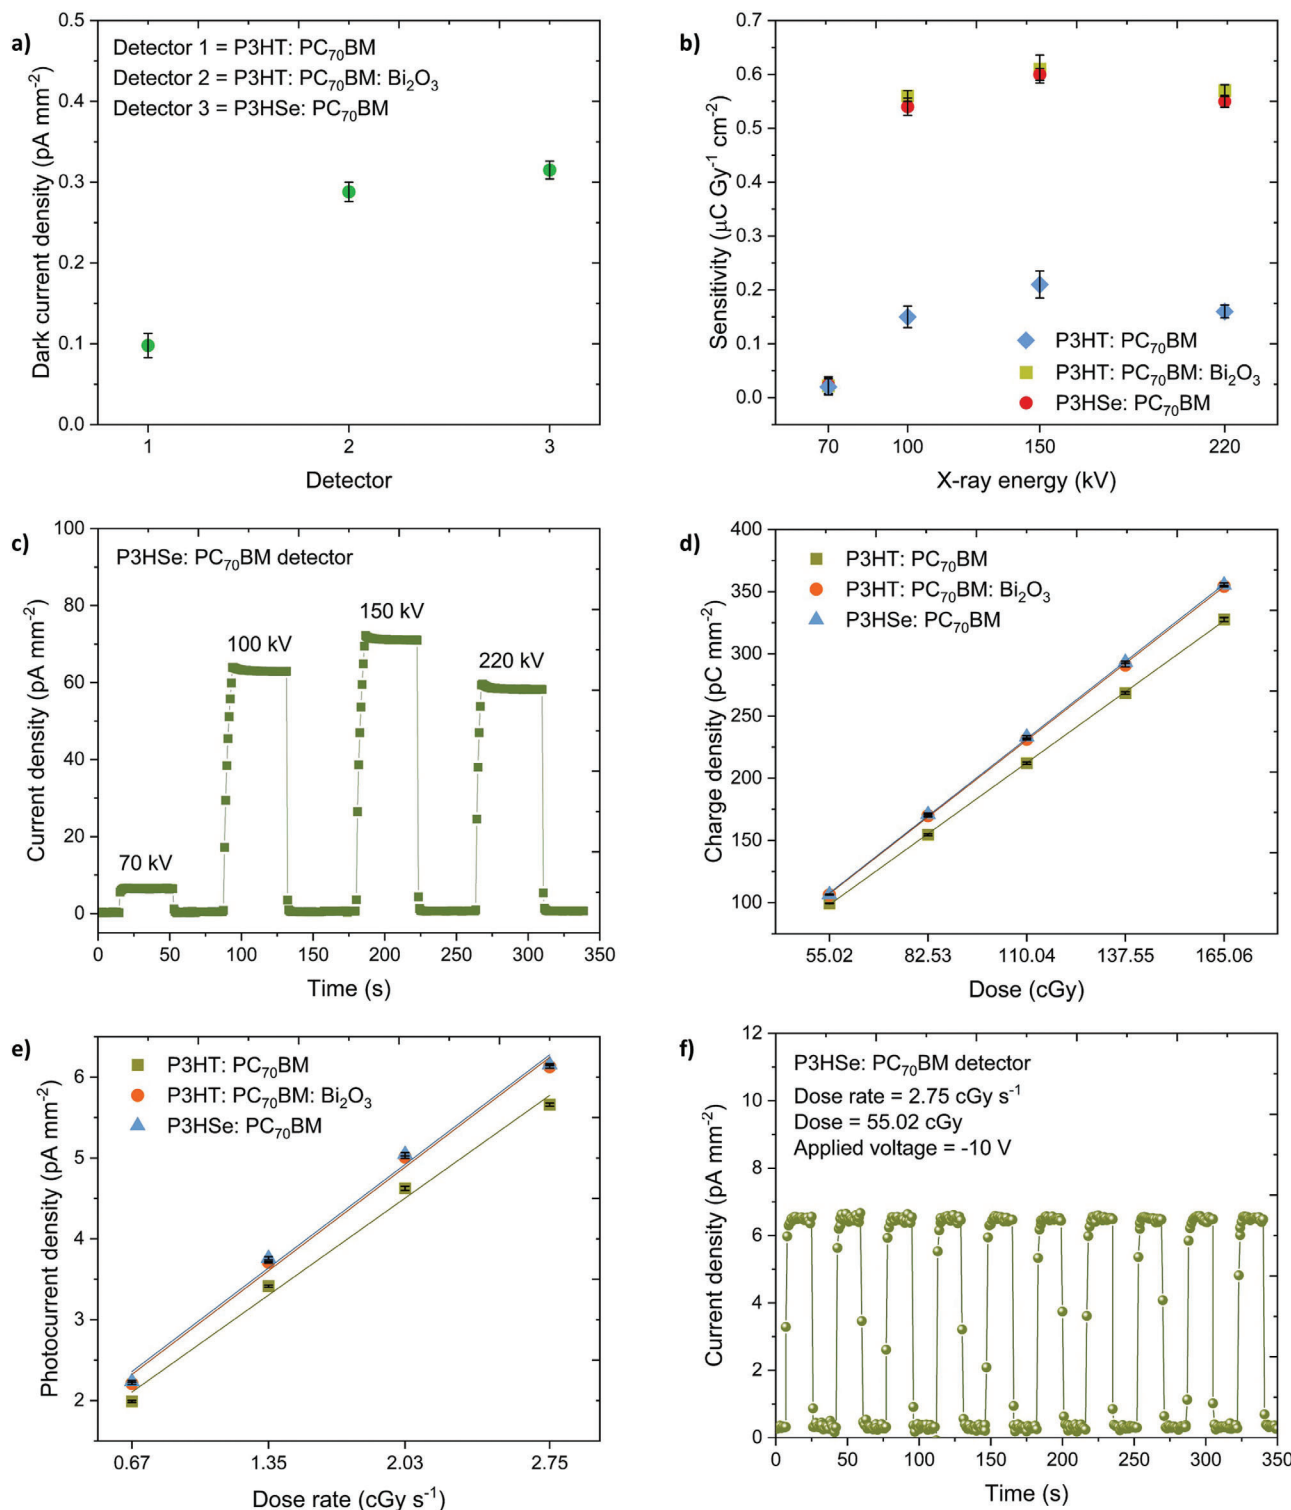 a)
Detector 1 = P3HT: PC₇₀BM
Detector 2 = P3HT: PC₇₀BM: Bi₂O₃
Detector 3 = P3HSe: PC₇₀BM
Dark current density (pA mm⁻²)
0.5
0.4
0.3
0.2
0.1
0.0
1 2 3
Detector
b)
Sensitivity (μC Gy⁻¹ cm⁻²)
0.7
0.6
0.5
0.4
0.3
0.2
0.1
0.0
P3HT: PC₇₀BM
P3HT: PC₇₀BM: Bi₂O₃
P3HSe: PC₇₀BM
70 100 150 220
X-ray energy (kV)
c)
P3HSe: PC₇₀BM detector
Current density (pA mm⁻²)
100
80
60
40
20
0
70 kV
100 kV
150 kV
220 kV
0 50 100 150 200 250 300 350
Time (s)
d)
P3HT: PC₇₀BM
P3HT: PC₇₀BM: Bi₂O₃
P3HSe: PC₇₀BM
Charge density (pC mm⁻²)
400
350
300
250
200
150
100
55.02 82.53 110.04 137.55 165.06
Dose (cGy)
e)
P3HT: PC₇₀BM
P3HT: PC₇₀BM: Bi₂O₃
P3HSe: PC₇₀BM
Photocurrent density (pA mm⁻²)
6
5
4
3
2
0.67 1.35 2.03 2.75
Dose rate (cGy s⁻¹)
f)
P3HSe: PC₇₀BM detector
Dose rate = 2.75 cGy s⁻¹
Dose = 55.02 cGy
Applied voltage = -10 V
Current density (pA mm⁻²)
12
10
8
6
4
2
0
0 50 100 150 200 250 300 350
Time (s)